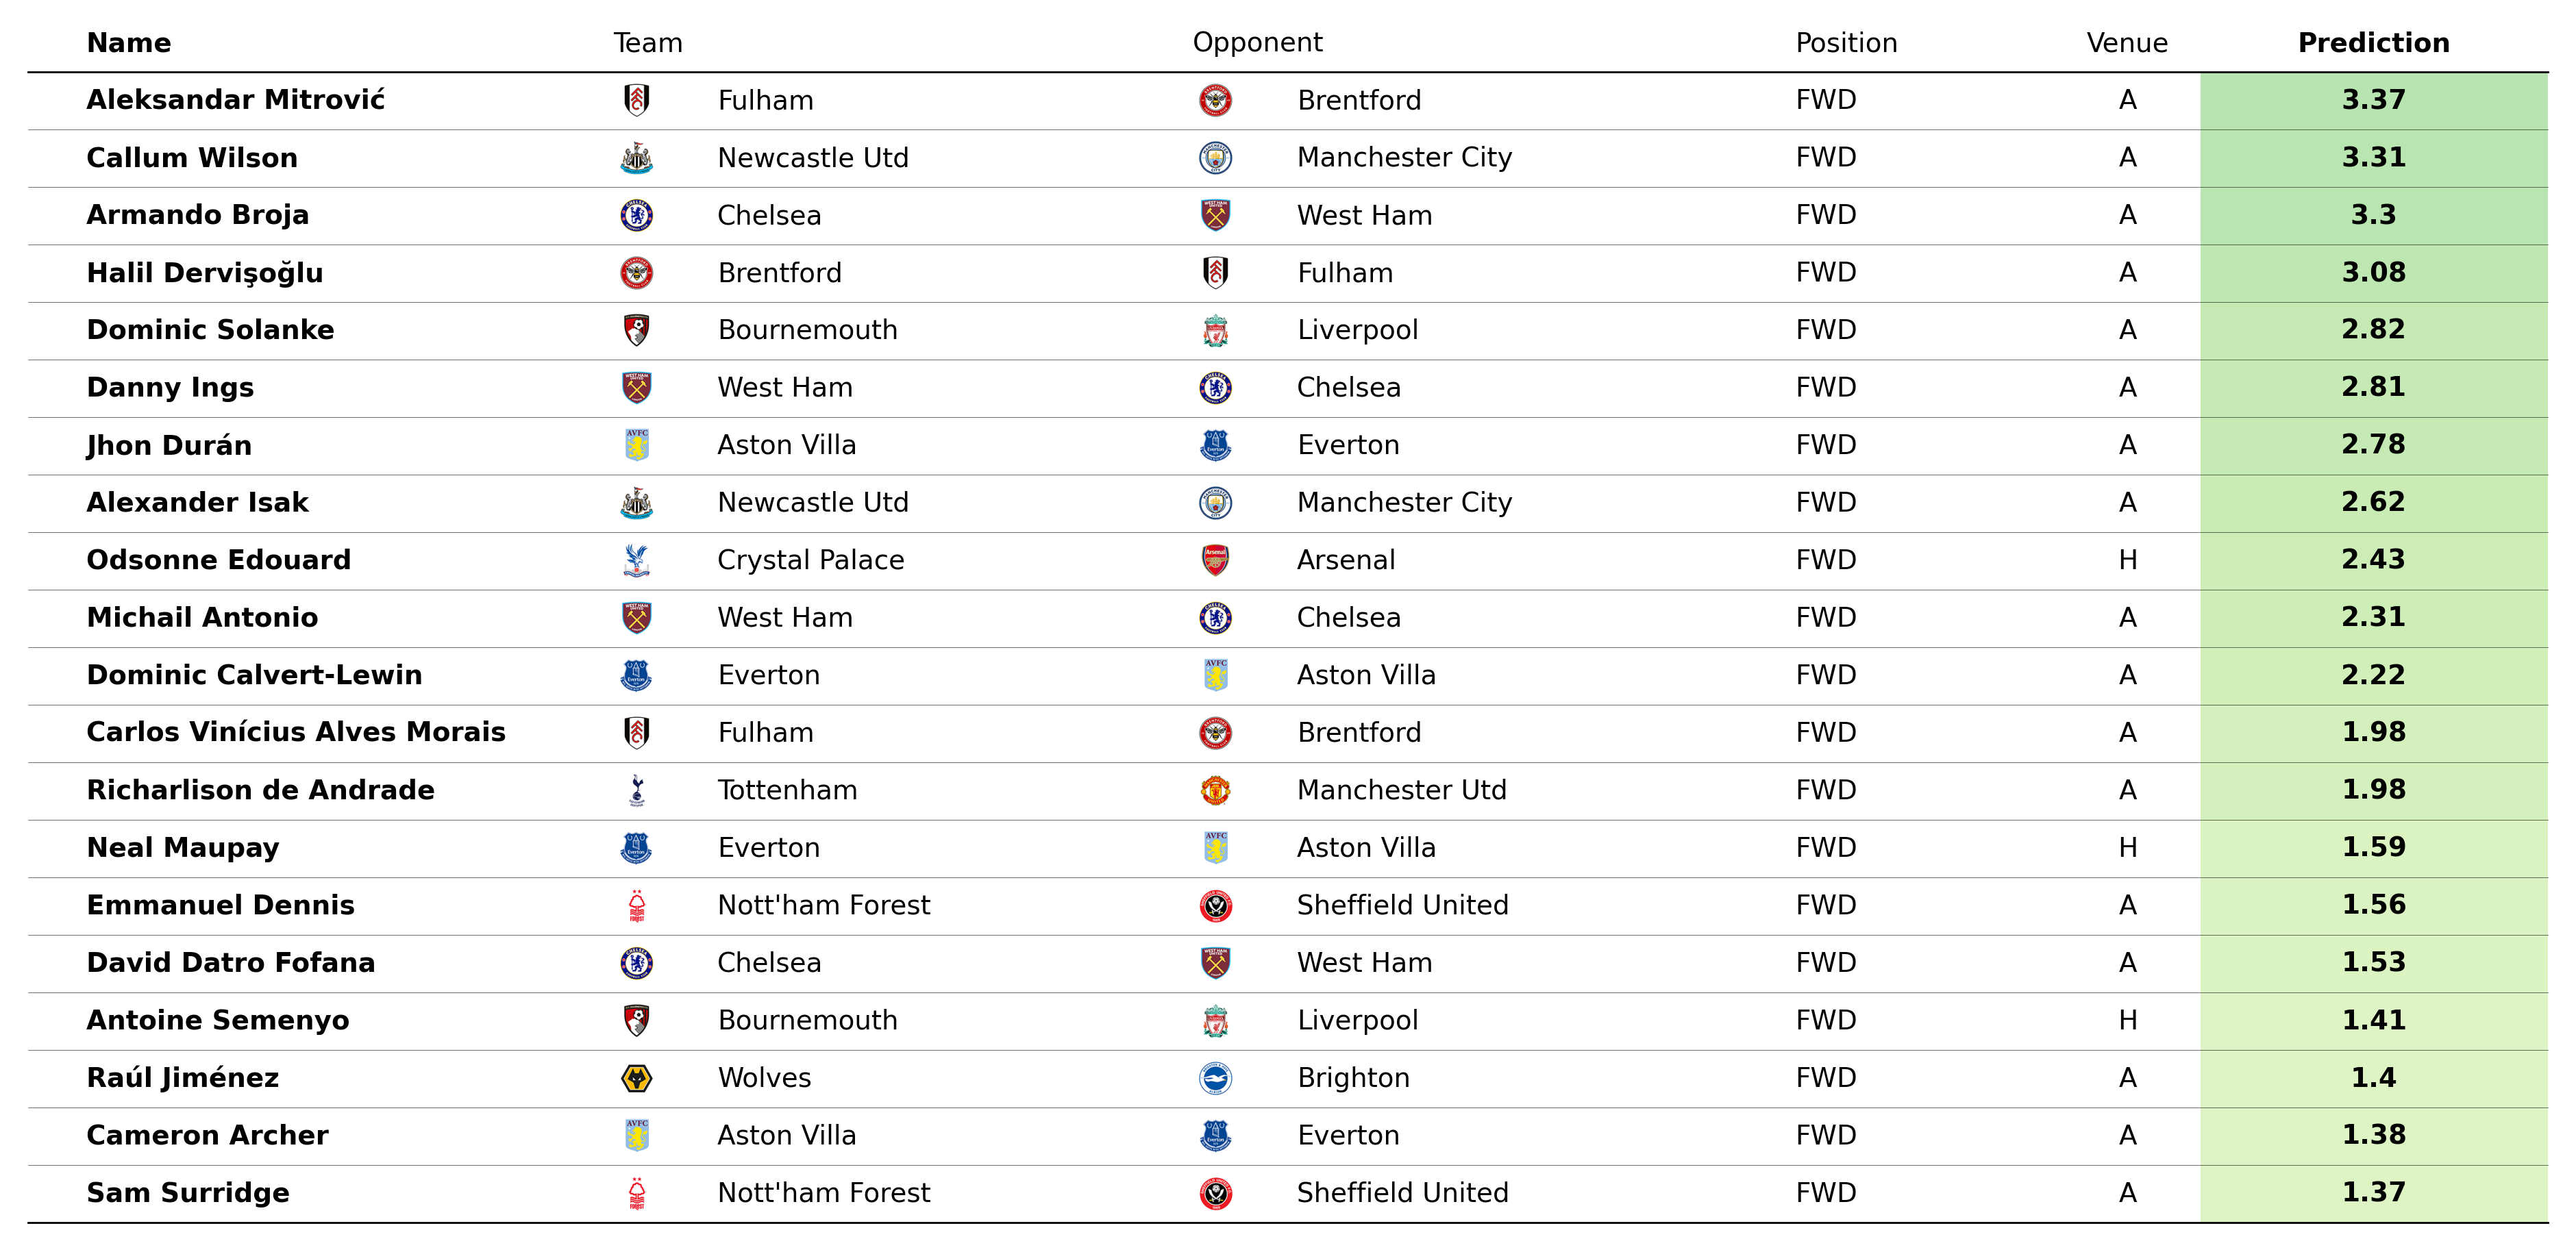 Name Team Opponent Position Venue Prediction
Aleksandar Mitrović Fulham Brentford FWD A 3.37
Callum Wilson Newcastle Utd Manchester City FWD A 3.31
Armando Broja Chelsea West Ham FWD A 3.3
Halil Dervişoğlu Brentford Fulham FWD A 3.08
Dominic Solanke Bournemouth Liverpool FWD A 2.82
Danny Ings West Ham Chelsea FWD A 2.81
Jhon Durán Aston Villa Everton FWD A 2.78
Alexander Isak Newcastle Utd Manchester City FWD A 2.62
Odsonne Edouard Crystal Palace Arsenal FWD H 2.43
Michail Antonio West Ham Chelsea FWD A 2.31
Dominic Calvert-Lewin Everton Aston Villa FWD A 2.22
Carlos Vinícius Alves Morais Fulham Brentford FWD A 1.98
Richarlison de Andrade Tottenham Manchester Utd FWD A 1.98
Neal Maupay Everton Aston Villa FWD H 1.59
Emmanuel Dennis Nott'ham Forest Sheffield United FWD A 1.56
David Datro Fofana Chelsea West Ham FWD A 1.53
Antoine Semenyo Bournemouth Liverpool FWD H 1.41
Raúl Jiménez Wolves Brighton FWD A 1.4
Cameron Archer Aston Villa Everton FWD A 1.38
Sam Surridge Nott'ham Forest Sheffield United FWD A 1.37